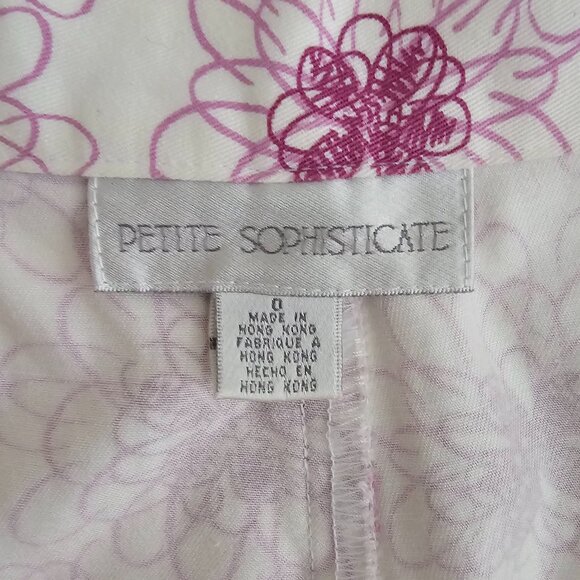 PETITE SOPHISTICATE
0
MADE IN
HONG KONG
FABRIQUE A
HONG KONG
HECHO EN
HONG KONG